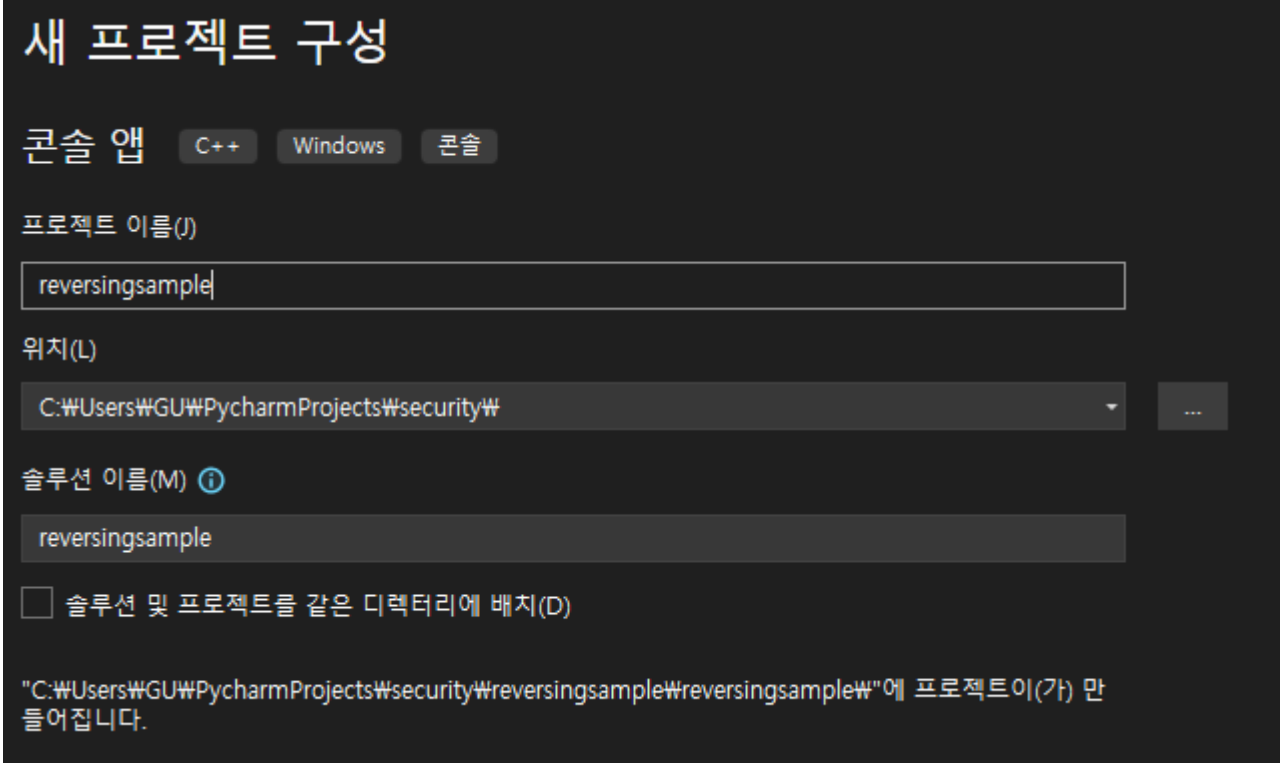 새 프로젝트 구성
콘솔 앱 C++ Windows 콘솔
프로젝트 이름(J)
reversingsample
위치(L)
C:₩Users₩GU₩PycharmProjects₩security₩ ...
솔루션 이름(M)
reversingsample
솔루션 및 프로젝트를 같은 디렉터리에 배치(D)
"C:₩Users₩GU₩PycharmProjects₩security₩reversingsample₩reversingsample₩"에 프로젝트이(가) 만
들어집니다.